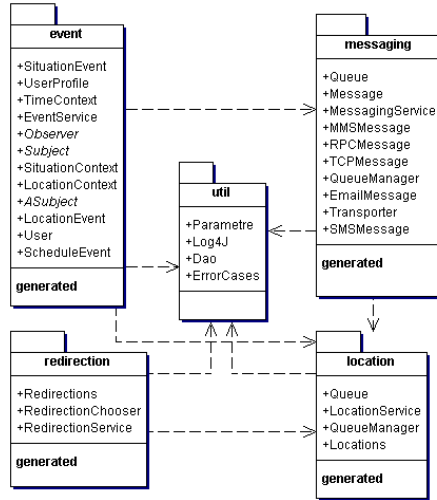 event
+SituationEvent
+UserProfile
+TimeContext
+EventService
+Observer
+Subject
+SituationContext
+LocationContext
+ASubject
+LocationEvent
+User
+ScheduleEvent
generated
messaging
+Queue
+Message
+MessagingService
+MMSMessage
+RPCMessage
+TCPMessage
+QueueManager
+EmailMessage
+Transporter
+SMSMessage
generated
util
+Parametre
+Log4J
+Dao
+ErrorCases
redirection
+Redirections
+RedirectionChooser
+RedirectionService
generated
location
+Queue
+LocationService
+QueueManager
+Locations
generated